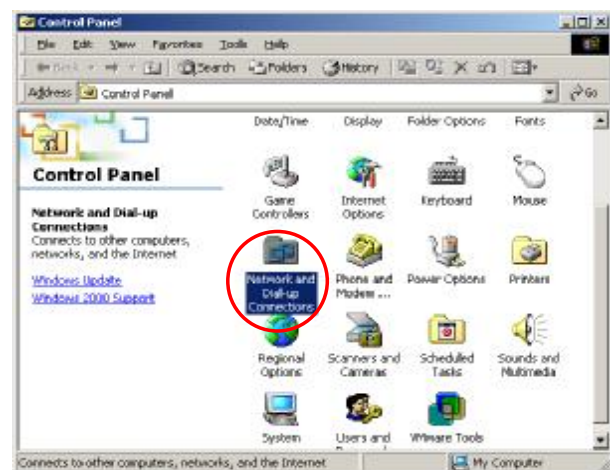 Control Panel
File Edit View Favorites Tools Help
Back Search Folders History
Address Control Panel Go
Control Panel
Network and Dial-up
Connections
Connects to other computers,
networks, and the Internet
Windows Update
Windows 2000 Support
Date/Time Display Folder Options Fonts
Game
Controllers
Internet
Options
Keyboard
Mouse
Network and
Dial-up
Connections
Phone and
Modem ...
Power Options
Printers
Regional
Options
Scanners and
Cameras
Scheduled
Tasks
Sounds and
Multimedia
System
Users and
VMware Tools
Connects to other computers, networks, and the Internet My Computer